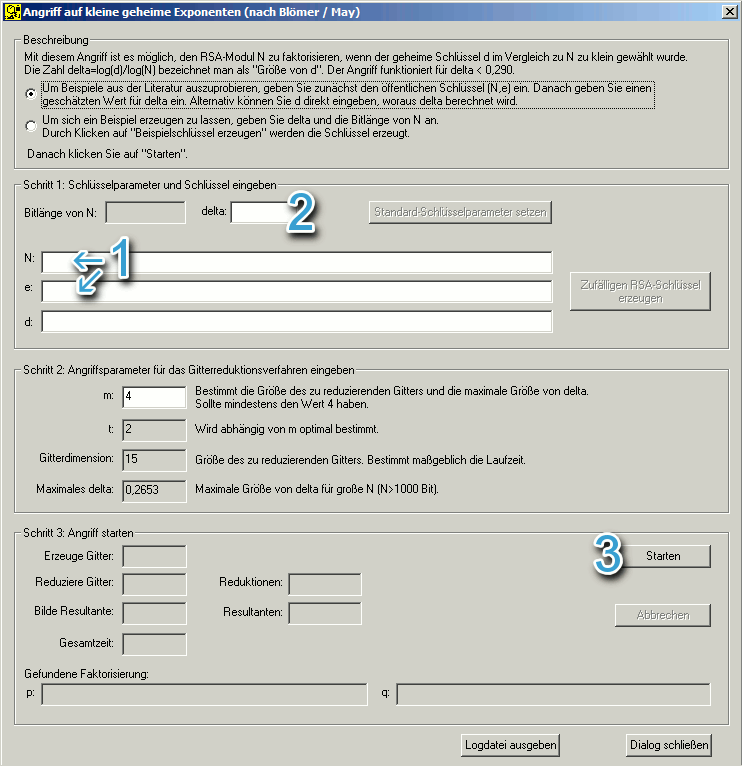 Angriff auf kleine geheime Exponenten (nach Blömer / May)
Beschreibung
Mit diesem Angriff ist es möglich, den RSA-Modul N zu faktorisieren, wenn der geheime Schlüssel d im Vergleich zu N zu klein gewählt wurde.
Die Zahl delta=log(d)/log(N) bezeichnet man als "Größe von d". Der Angriff funktioniert für delta < 0,290.
Um Beispiele aus der Literatur auszuprobieren, geben Sie zunächst den öffentlichen Schlüssel (N,e) ein. Danach geben Sie einen
geschätzten Wert für delta ein. Alternativ können Sie d direkt eingeben, woraus delta berechnet wird.
Um sich ein Beispiel erzeugen zu lassen, geben Sie delta und die Bitlänge von N an.
Durch Klicken auf "Beispielschlüssel erzeugen" werden die Schlüssel erzeugt.
Danach klicken Sie auf "Starten".
Schritt 1: Schlüsselparameter und Schlüssel eingeben
Bitlänge von N: delta: 2 Standard-Schlüsselparameter setzen
N: 1
e: Zufälligen RSA-Schlüssel
erzeugen
d:
Schritt 2: Angriffsparameter für das Gitterreduktionsverfahren eingeben
m: 4 Bestimmt die Größe des zu reduzierenden Gitters und die maximale Größe von delta.
Sollte mindestens den Wert 4 haben.
t: 2 Wird abhängig von m optimal bestimmt.
Gitterdimension: 15 Größe des zu reduzierenden Gitters. Bestimmt maßgeblich die Laufzeit.
Maximales delta: 0,2653 Maximale Größe von delta für große N (N>1000 Bit).
Schritt 3: Angriff starten
Erzeuge Gitter: 3 Starten
Reduziere Gitter: Reduktionen:
Bilde Resultante: Resultanten: Abbrechen
Gesamtzeit:
Gefundene Faktorisierung:
p: q:
Logdatei ausgeben Dialog schließen